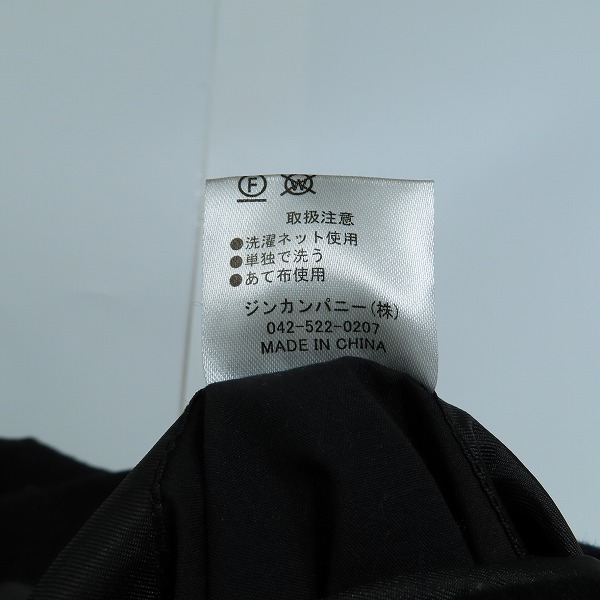 F W
取扱注意
●洗濯ネット使用
●単独で洗う
●あて布使用
ジンカンパニー(株)
042-522-0207
MADE IN CHINA